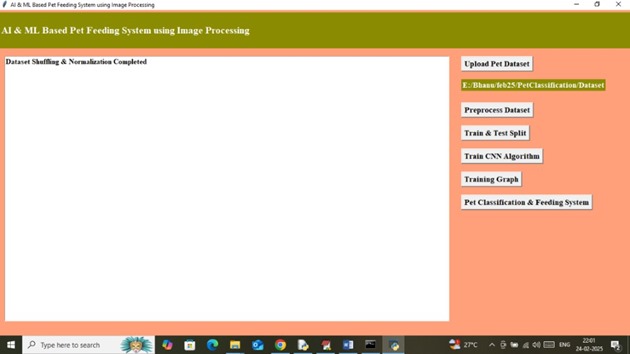 AI & ML Based Pet Feeding System using Image Processing
AI & ML Based Pet Feeding System using Image Processing
Dataset Shuffling & Normalization Completed
Upload Pet Dataset
E:/Bhanu/feb25/PetClassification/Dataset
Preprocess Dataset
Train & Test Split
Train CNN Algorithm
Training Graph
Pet Classification & Feeding System
Type here to search
27°C
ENG
22:01
24-02-2025
2